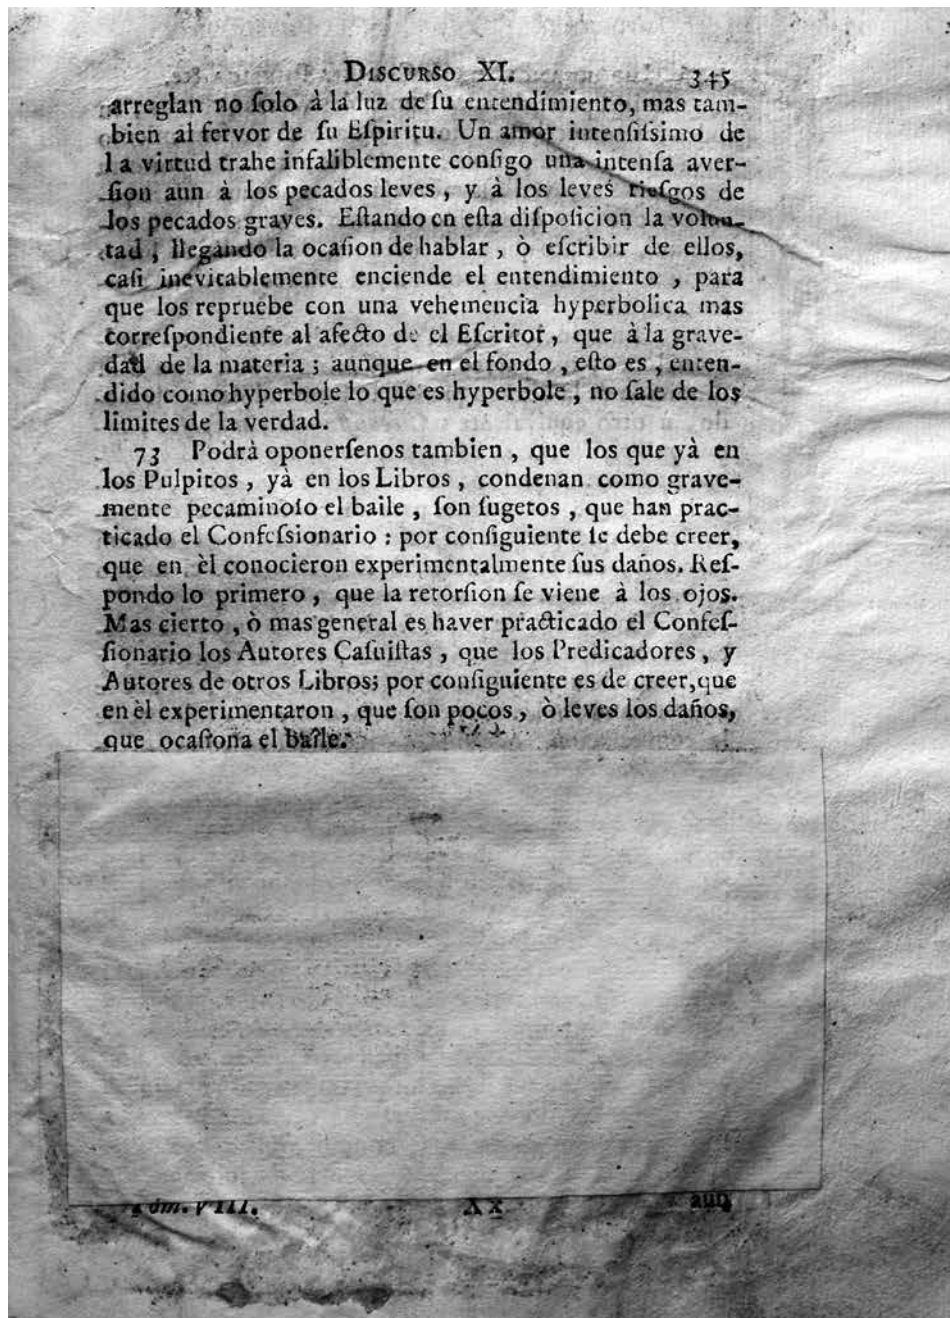 DISCURSO XI. 345
arreglan no ſolo à la luz de ſu entendimiento, mas tam-
bien al fervor de ſu Eſpiritu. Un amor intenſiſsimo de
la virtud trahe infaliblemente conſigo una intenſa aver-
ſion aun à los pecados leves, y à los leves rieſgos de
los pecados graves. Eſtando en eſta diſpoſicion la volun-
tad, llegando la ocaſion de hablar, ò eſcribir de ellos,
caſi inevitablemente enciende el entendimiento, para
que los repruebe con una vehemencia hyperbolica mas
correſpondiente al afecto de el Eſcritor, que à la grave-
dad de la materia; aunque en el fondo, eſto es, enten-
dido como hyperbole lo que es hyperbole, no ſale de los
limites de la verdad.
73 Podrà oponerſenos tambien, que los que yà en
los Pulpitos, yà en los Libros, condenan como grave-
mente pecaminoſo el baile, ſon ſugetos, que han prac-
ticado el Confeſsionario: por conſiguiente ſe debe creer,
que en èl conocieron experimentalmente ſus daños. Reſ-
pondo lo primero, que la retorſion ſe viene à los ojos.
Mas cierto, ò mas general es haver practicado el Confeſ-
ſionario los Autores Caſuiſtas, que los Predicadores, y
Autores de otros Libros; por conſiguiente es de creer, que
en èl experimentaron, que ſon pocos, ò leves los daños,
que ocaſiona el baile.
Tom. VIII. Xx aun